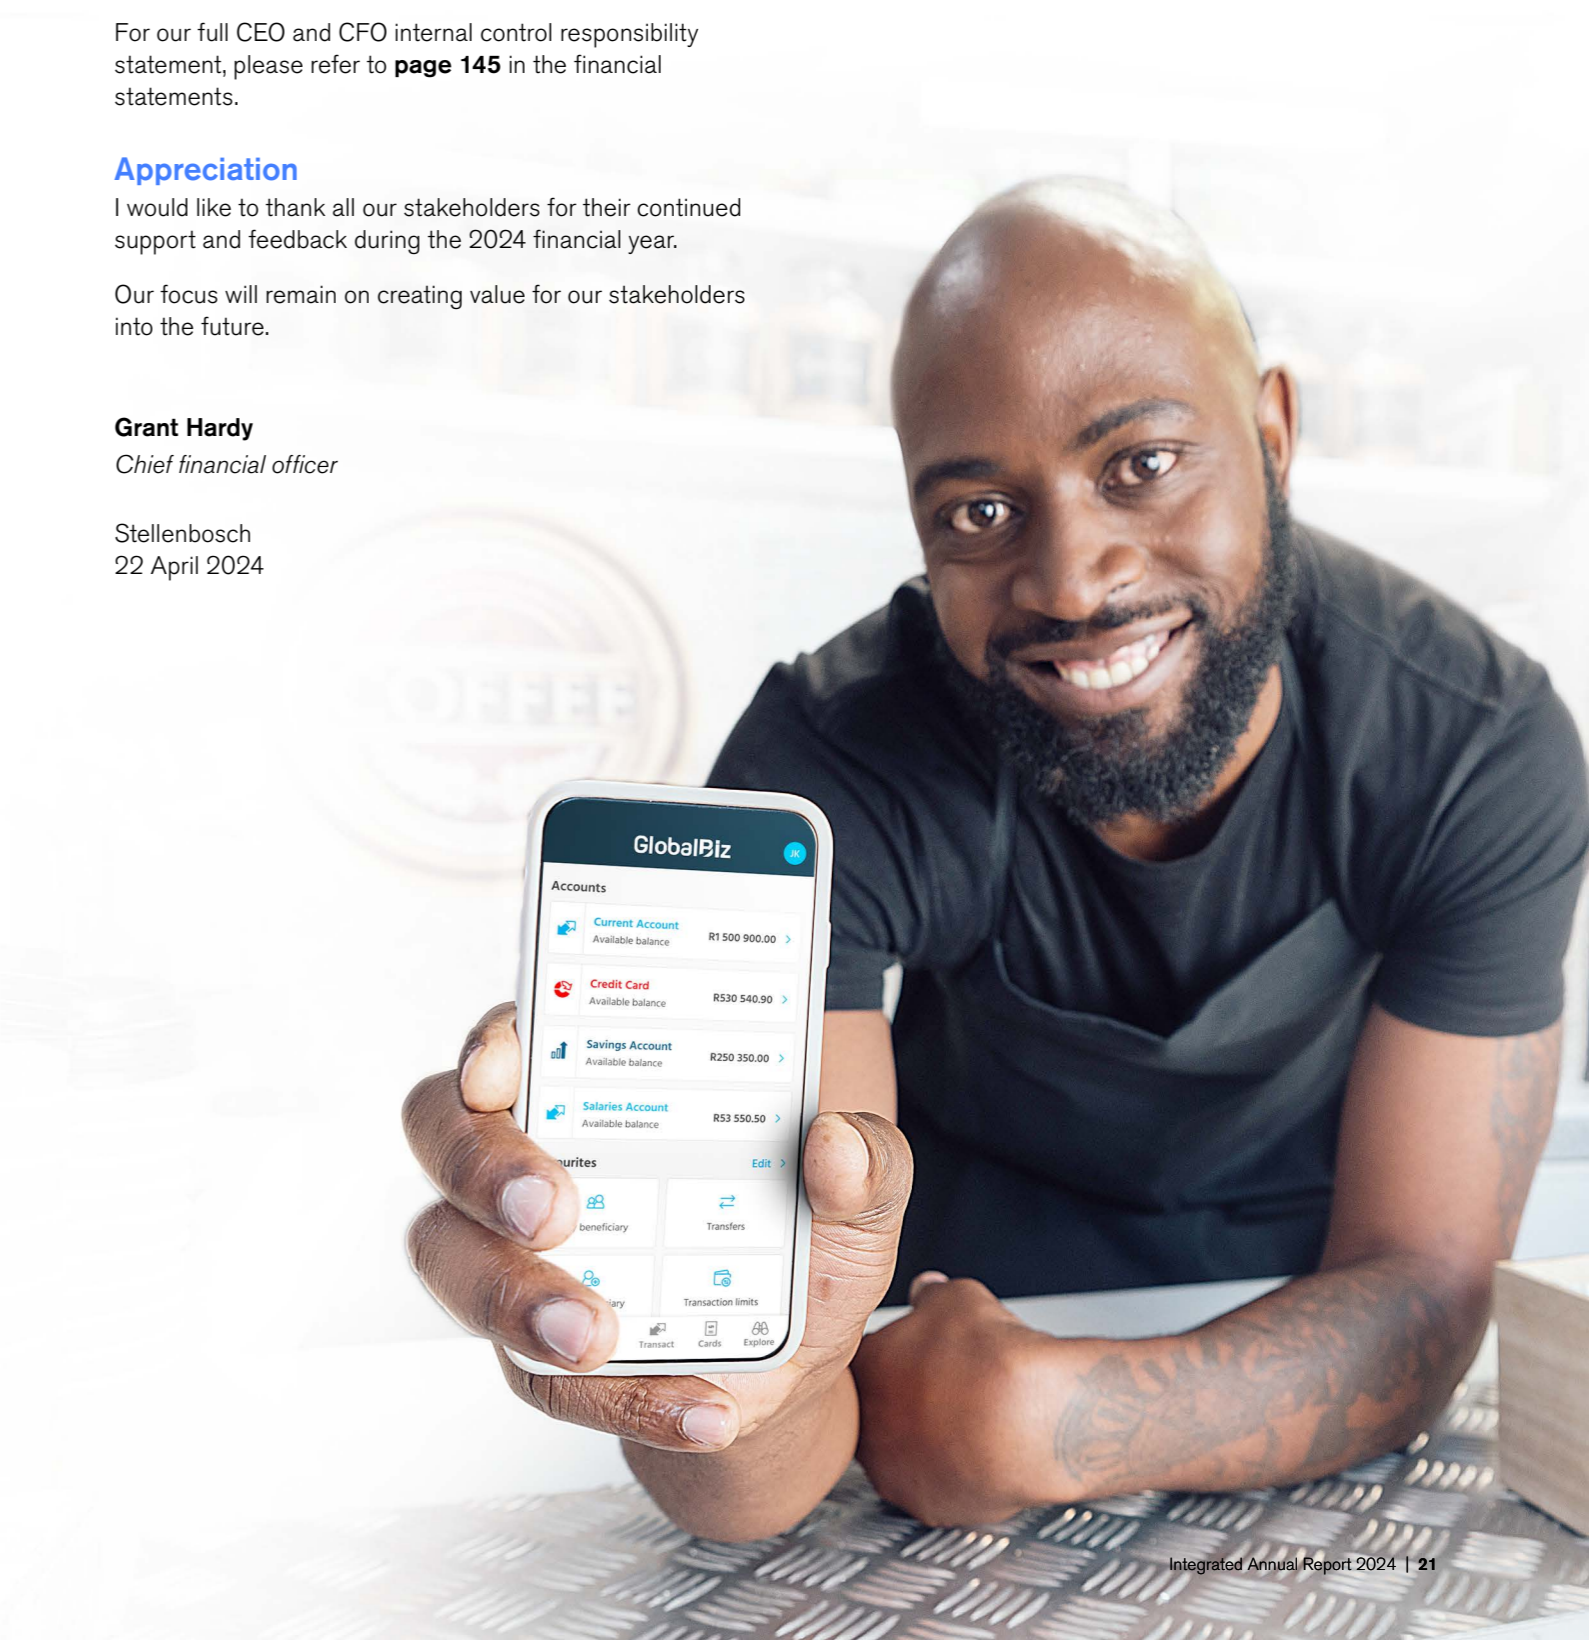 For our full CEO and CFO internal control responsibility
statement, please refer to page 145 in the financial
statements.
Appreciation
I would like to thank all our stakeholders for their continued
support and feedback during the 2024 financial year.
Our focus will remain on creating value for our stakeholders
into the future.
Grant Hardy
Chief financial officer
Stellenbosch
22 April 2024
COFFEE
GlobalBiz
JK
Accounts
Current Account
Available balance
R1 500 900.00
Credit Card
Available balance
R530 540.90
Savings Account
Available balance
R250 350.00
Salaries Account
Available balance
R53 550.50
Edit
beneficiary
Transfers
Transaction limits
Transact
Cards
Explore
Integrated Annual Report 2024 | 21